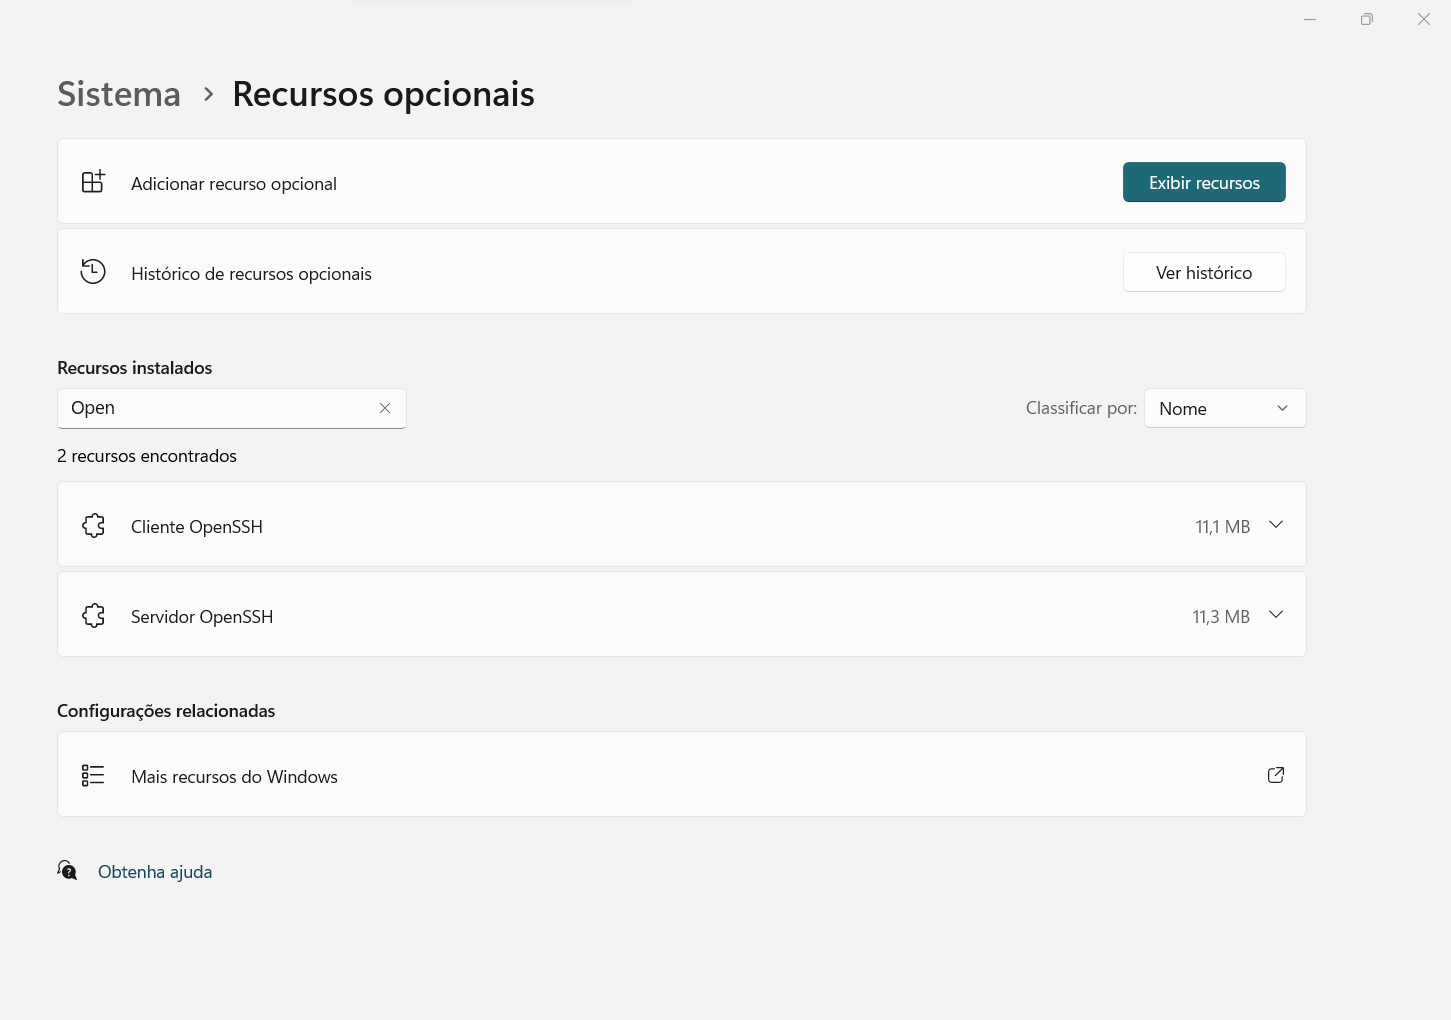 Sistema > Recursos opcionais
Adicionar recurso opcional
Exibir recursos
Histórico de recursos opcionais
Ver histórico
Recursos instalados
Open
Classificar por:
Nome
2 recursos encontrados
Cliente OpenSSH
11,1 MB
Servidor OpenSSH
11,3 MB
Configurações relacionadas
Mais recursos do Windows
Obtenha ajuda